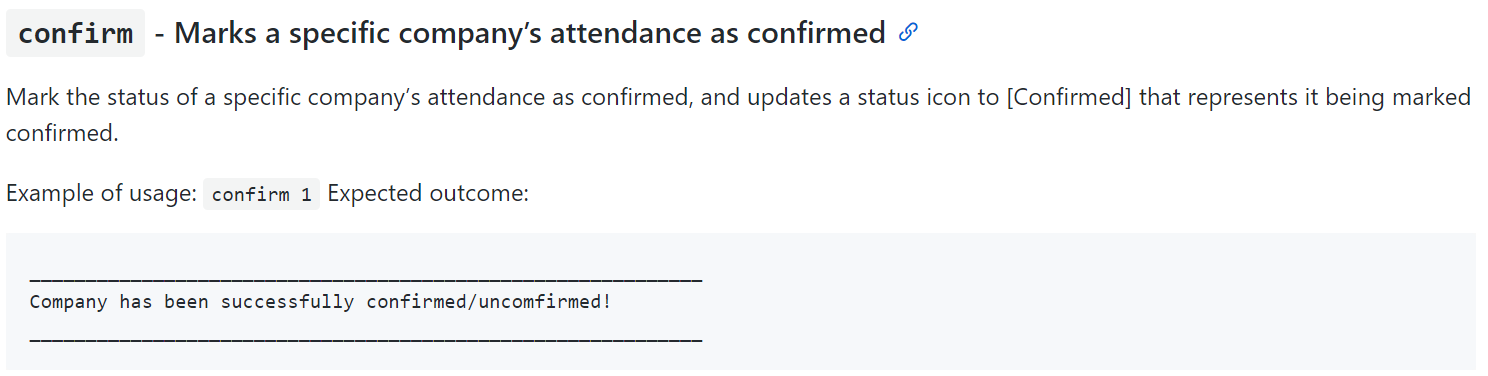 confirm - Marks a specific company’s attendance as confirmed
Mark the status of a specific company’s attendance as confirmed, and updates a status icon to [Confirmed] that represents it being marked
confirmed.
Example of usage: confirm 1 Expected outcome:
____________________________________________________________
Company has been successfully confirmed/uncomfirmed!
____________________________________________________________